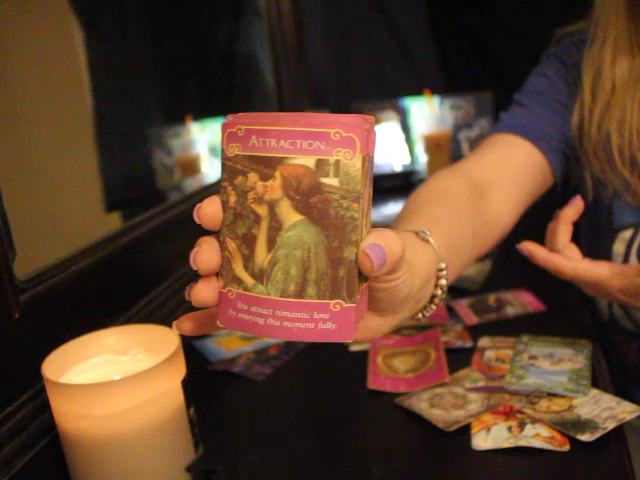 ATTRACTION
You attract romantic love
by enjoying this moment fully.